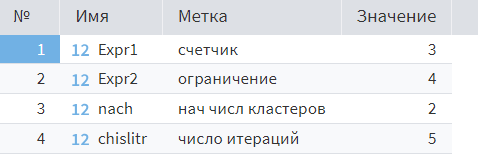 № Имя Метка Значение
1 12 Expr1 счетчик 3
2 12 Expr2 ограничение 4
3 12 nach нач числ кластеров 2
4 12 chislitr число итераций 5